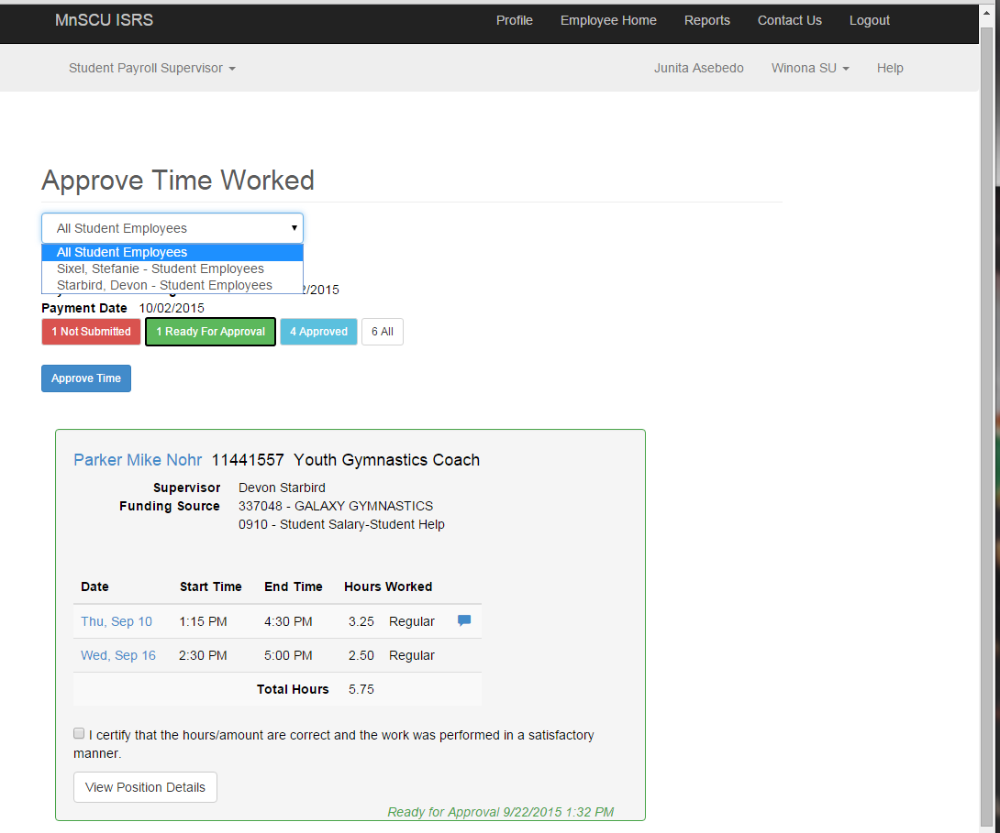 MnSCU ISRS Profile Employee Home Reports Contact Us Logout
Student Payroll Supervisor Junita Asebedo Winona SU Help
Approve Time Worked
All Student Employees
All Student Employees
Sixel, Stefanie - Student Employees
Starbird, Devon - Student Employees
2/2015
Payment Date 10/02/2015
1 Not Submitted 1 Ready For Approval 4 Approved 6 All
Approve Time
Parker Mike Nohr 11441557 Youth Gymnastics Coach
Supervisor Devon Starbird
Funding Source 337048 - GALAXY GYMNASTICS
0910 - Student Salary-Student Help
Date Start Time End Time Hours Worked
Thu, Sep 10 1:15 PM 4:30 PM 3.25 Regular
Wed, Sep 16 2:30 PM 5:00 PM 2.50 Regular
Total Hours 5.75
I certify that the hours/amount are correct and the work was performed in a satisfactory
manner.
View Position Details
Ready for Approval 9/22/2015 1:32 PM